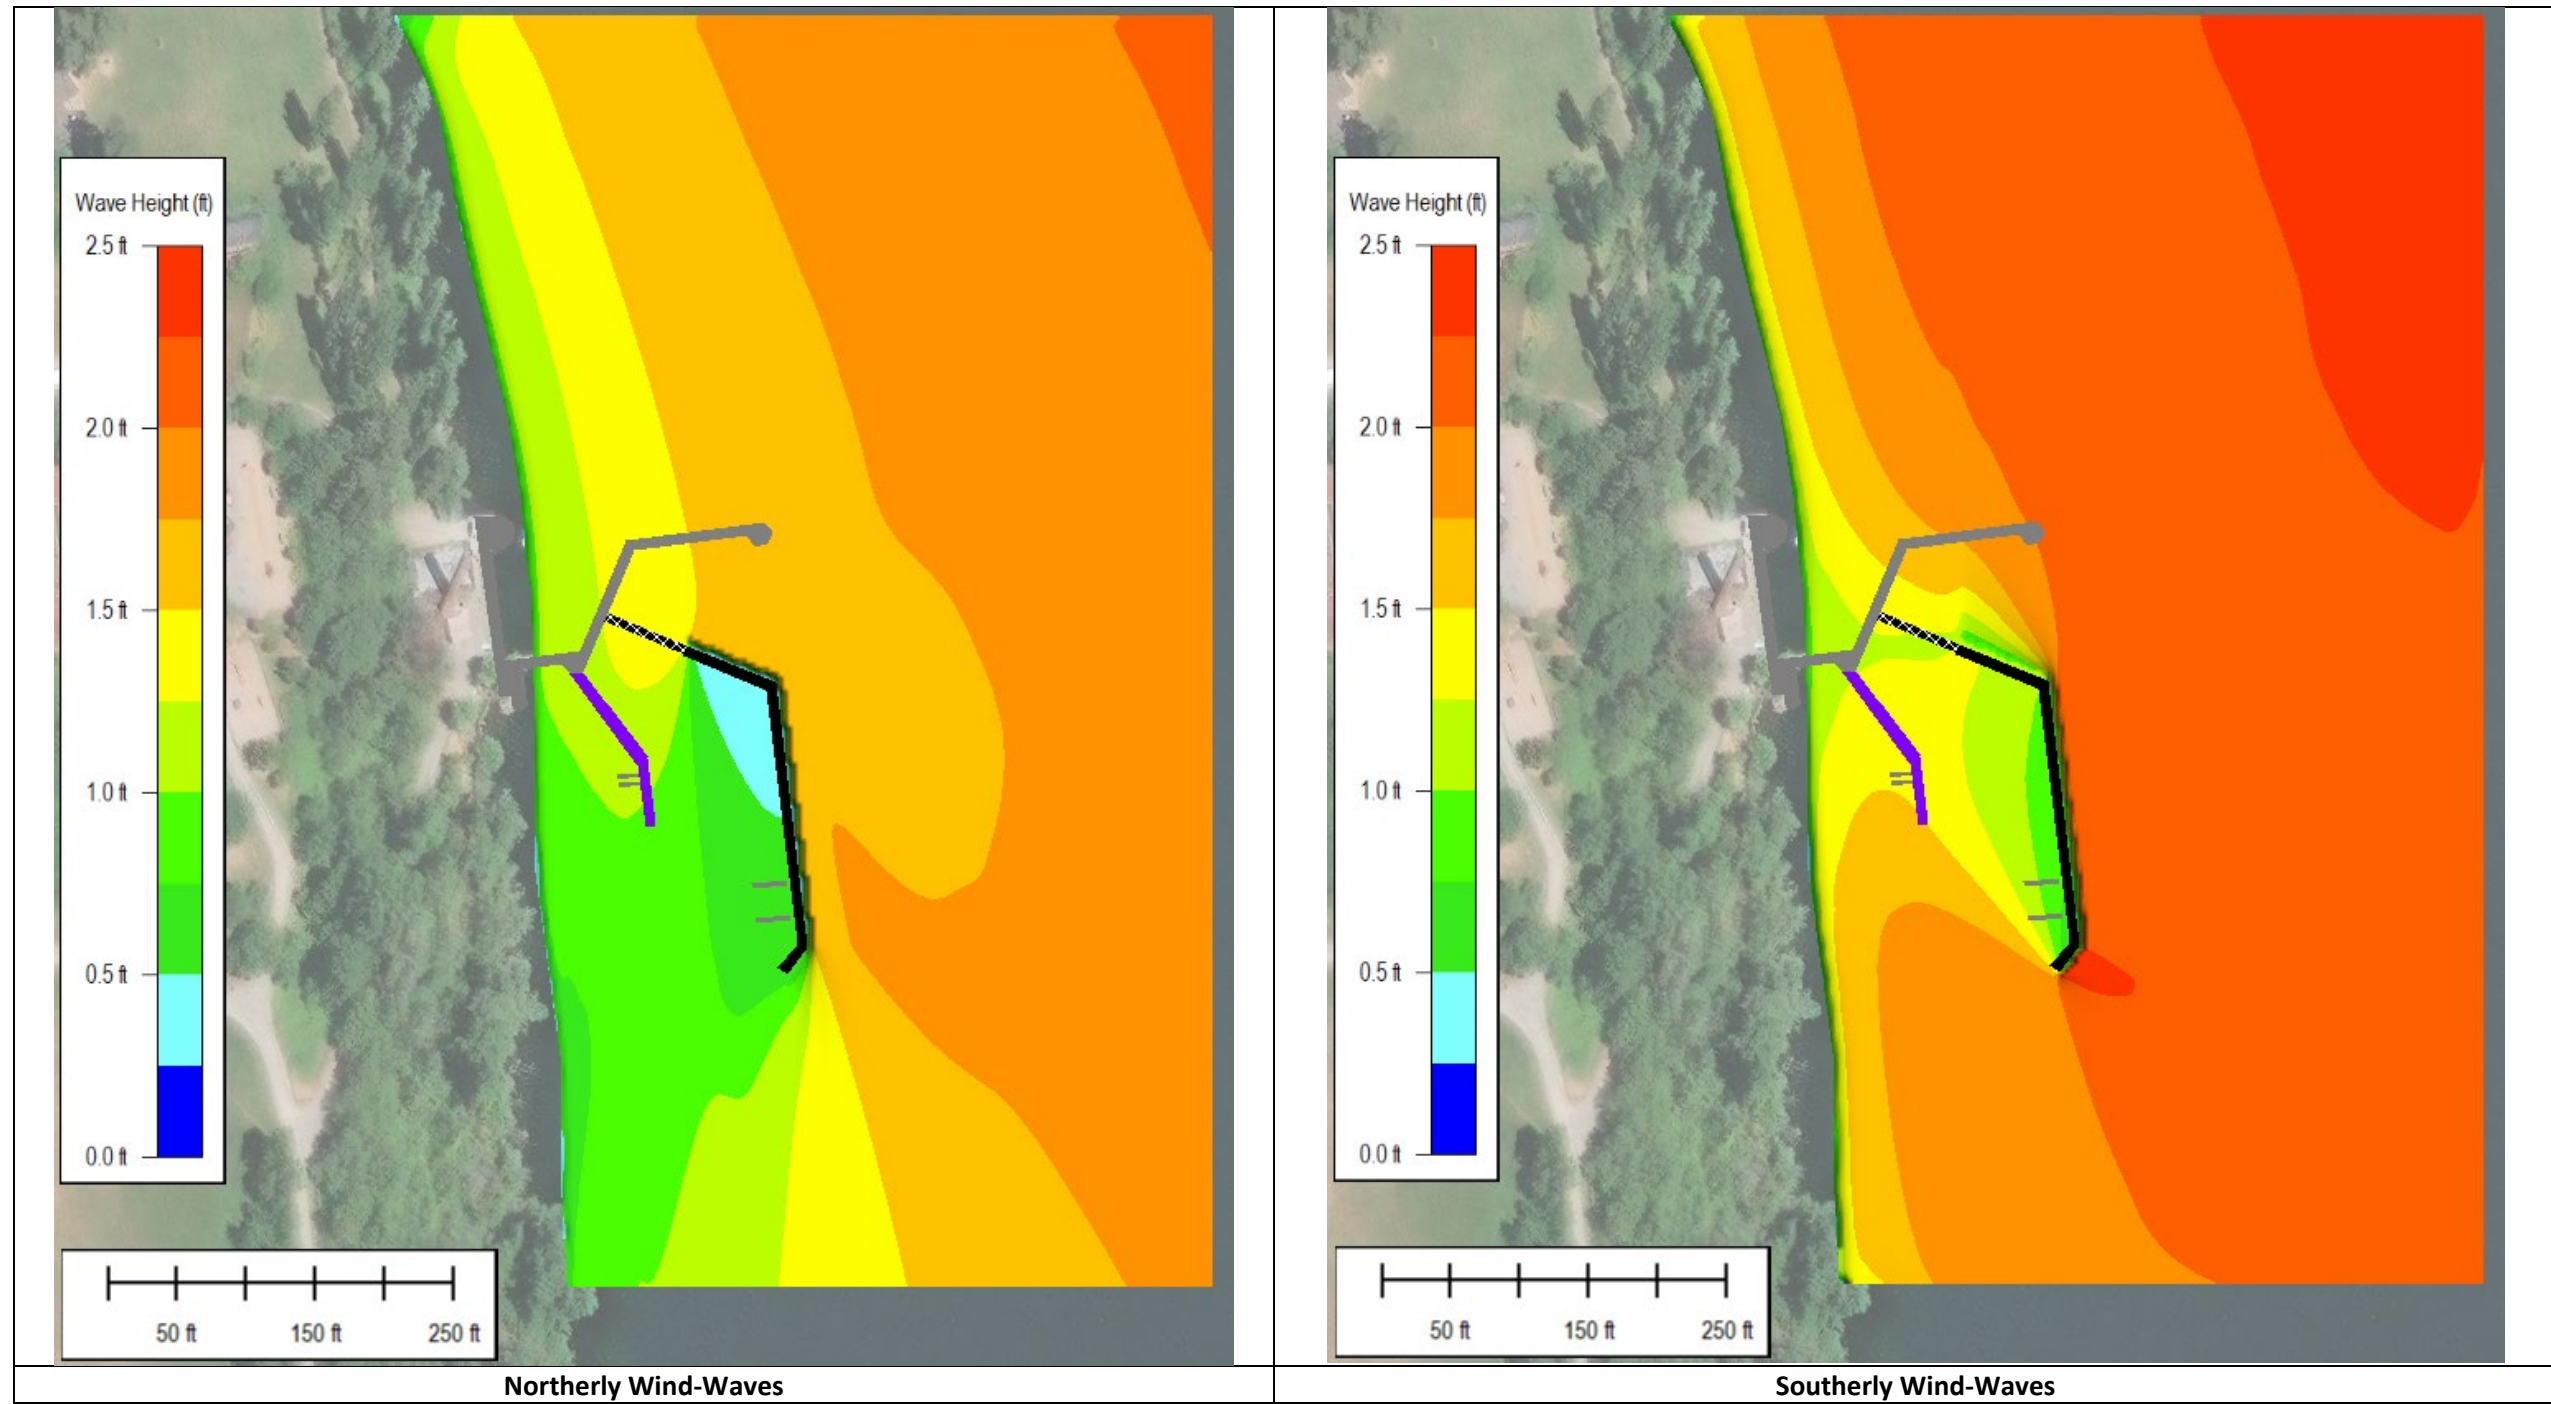 Wave Height (ft)
2.5 ft
2.0 ft
1.5 ft
1.0 ft
0.5 ft
0.0 ft
50 ft 150 ft 250 ft
Northerly Wind-Waves
Wave Height (ft)
2.5 ft
2.0 ft
1.5 ft
1.0 ft
0.5 ft
0.0 ft
50 ft 150 ft 250 ft
Southerly Wind-Waves